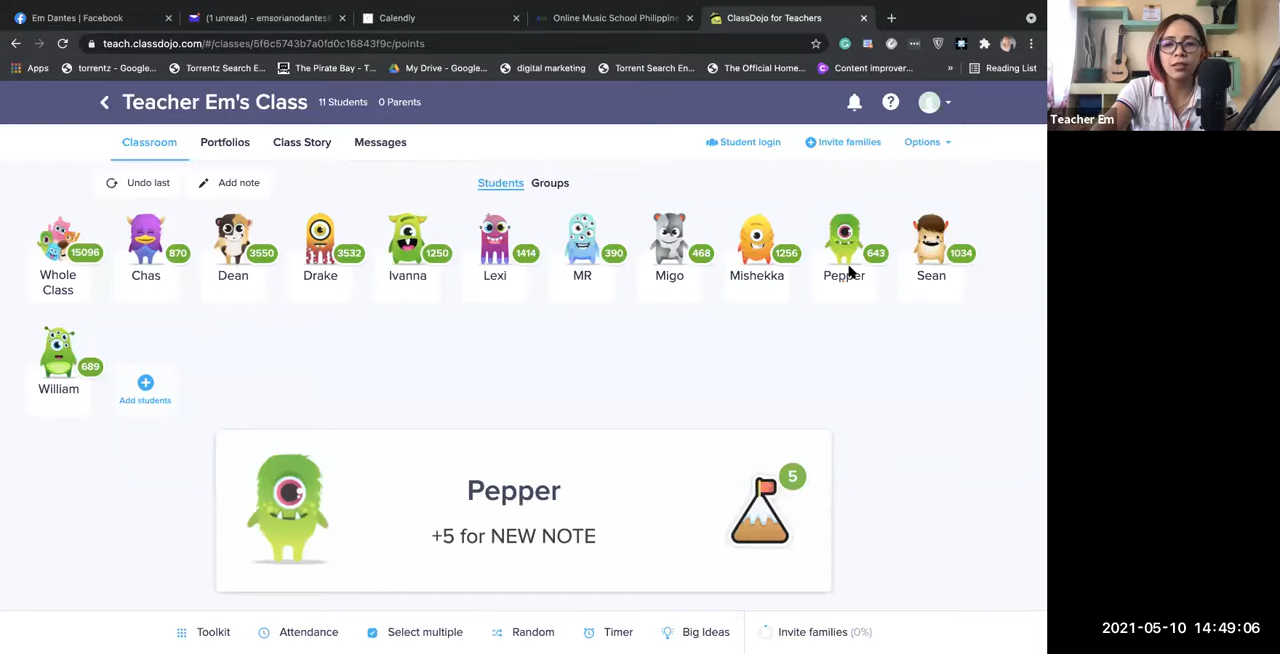 Em Dantes | Facebook
(1 unread) - emsorianodantes
Calendly
Online Music School Philippine
ClassDojo for Teachers
teach.classdojo.com/#/classes/5f6c5743b7a0fd0c16843f9c/points
Apps
torrentz - Google...
Torrentz Search E...
The Pirate Bay - T...
My Drive - Goo
digital marketing
Torrent Search En...
The Official Home...
Content improver...
»
Reading List
Teacher Em
Teacher Em's Class
11 Students
0 Parents
Classroom
Portfolios
Class Story
Messages
Student login
Invite families
Options
Undo last
Add note
Students
Groups
15096
870
3550
3532
1250
1414
390
468
1256
643
1034
Whole Class
Chas
Dean
Drake
Ivanna
Lexi
MR
Migo
Mishekka
Pepper
Sean
689
William
Add students
5
Pepper
+5 for NEW NOTE
Toolkit
Attendance
Select multiple
Random
Timer
Big Ideas
Invite families (0%)
2021-05-10 14:49:06